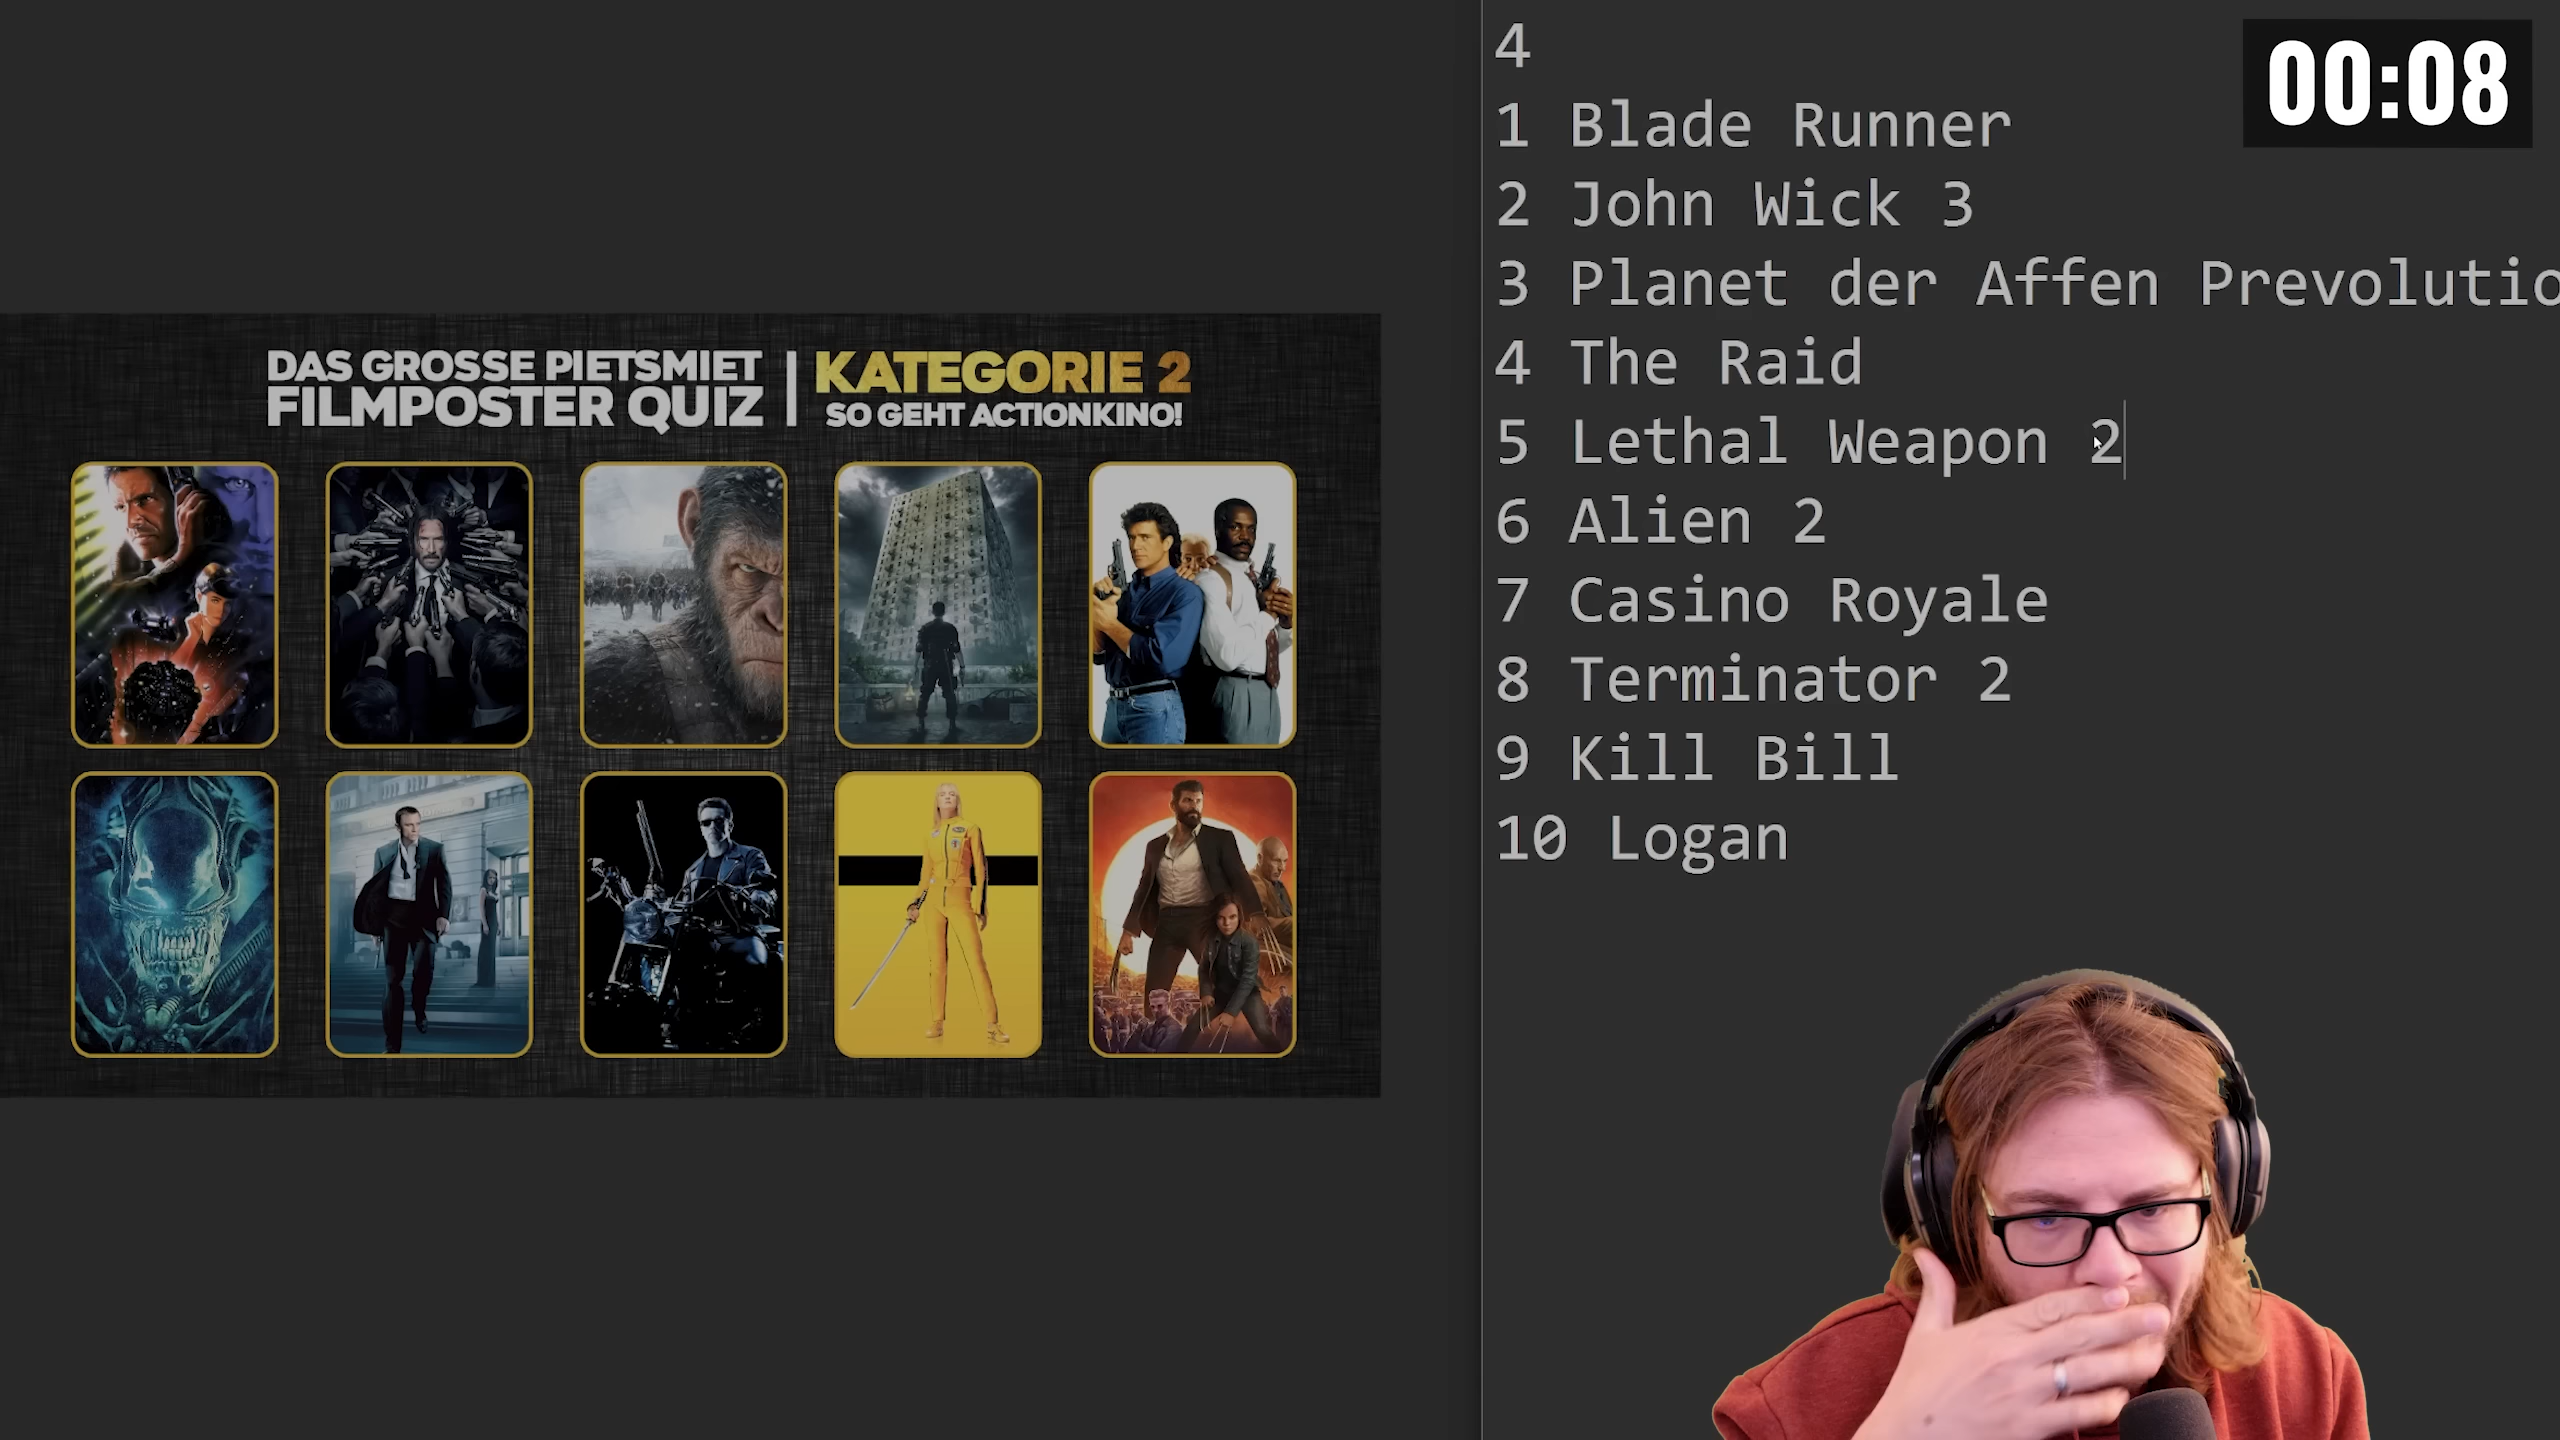 DAS GROSSE PIETSMIET
FILMPOSTER QUIZ
KATEGORIE 2
SO GEHT ACTIONKINO!
4
1 Blade Runner
2 John Wick 3
3 Planet der Affen Prevolutio
4 The Raid
5 Lethal Weapon 2
6 Alien 2
7 Casino Royale
8 Terminator 2
9 Kill Bill
10 Logan
00:08